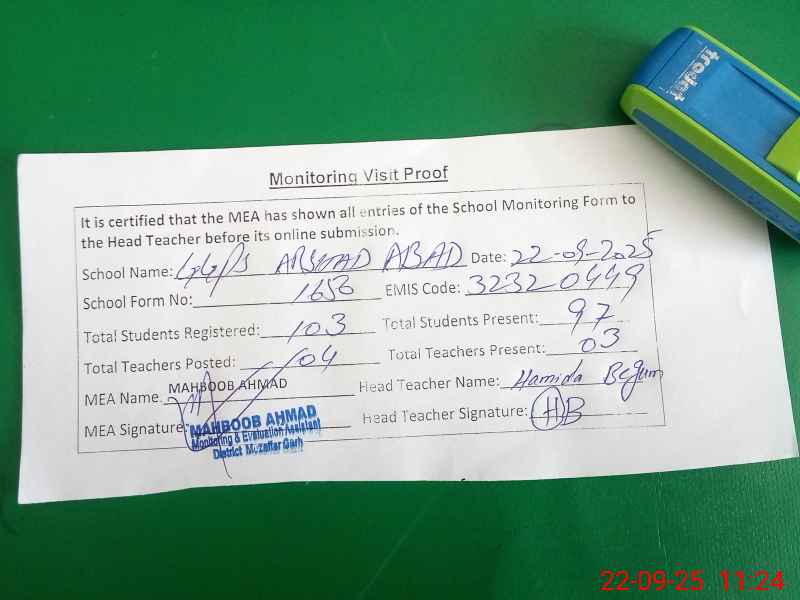 trodat
Monitoring Visit Proof
It is certified that the MEA has shown all entries of the School Monitoring Form to
the Head Teacher before its online submission.
School Name: GGPS ARSHAD ABAD Date: 22-09-2025
School Form No: 1656 EMIS Code: 32320449
Total Students Registered: 103 Total Students Present: 97
Total Teachers Posted: 04 Total Teachers Present: 03
MEA Name. MAHBOOB AHMAD Head Teacher Name: Hamida Begum
MEA Signature: Head Teacher Signature: HB
MAHBOOB AHMAD
Monitoring & Evaluation Assistant
District Muzaffar Garh
22-09-25 11:24